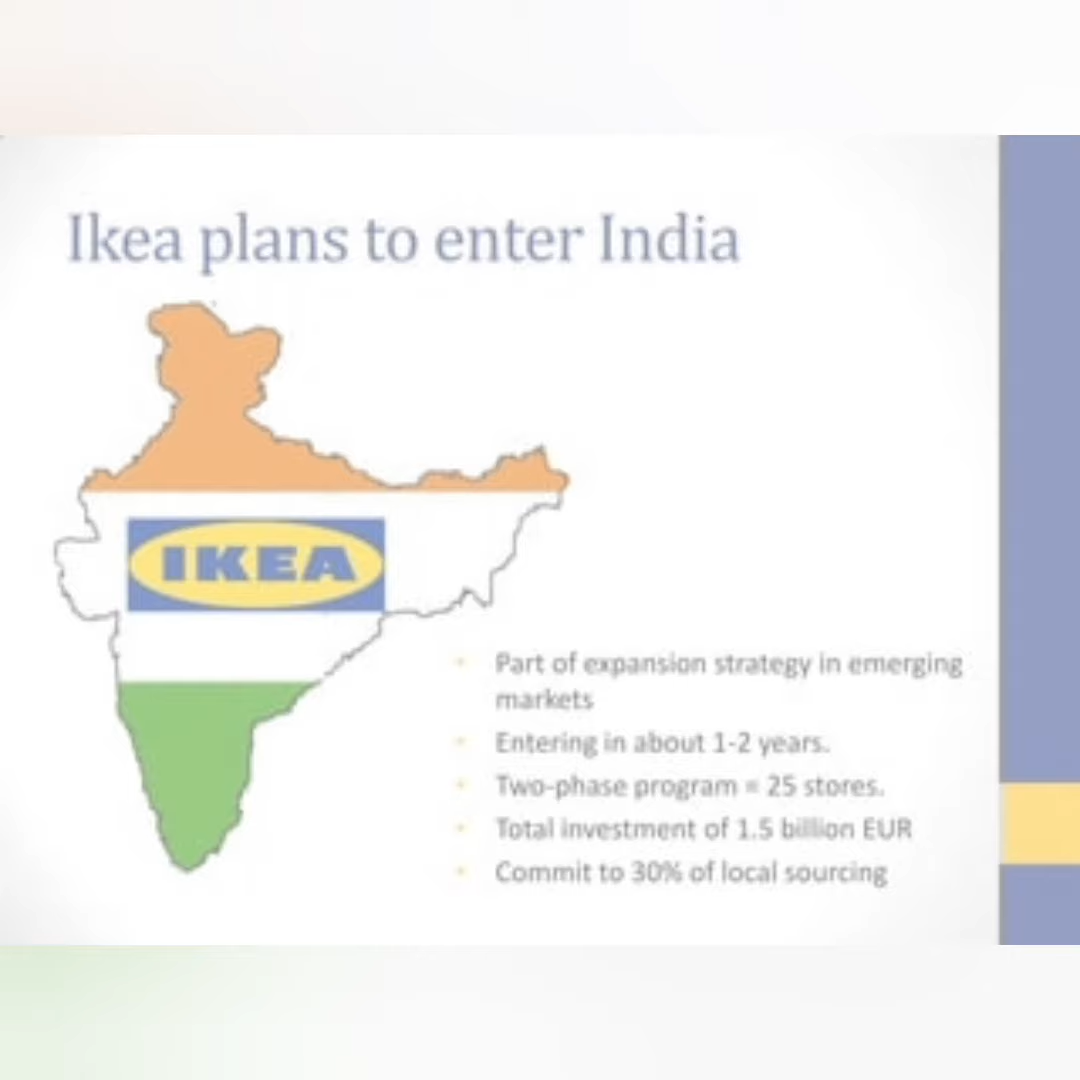 Ikea plans to enter India
IKEA
• Part of expansion strategy in emerging
markets
• Entering in about 1-2 years.
• Two-phase program = 25 stores.
• Total investment of 1.5 billion EUR
• Commit to 30% of local sourcing